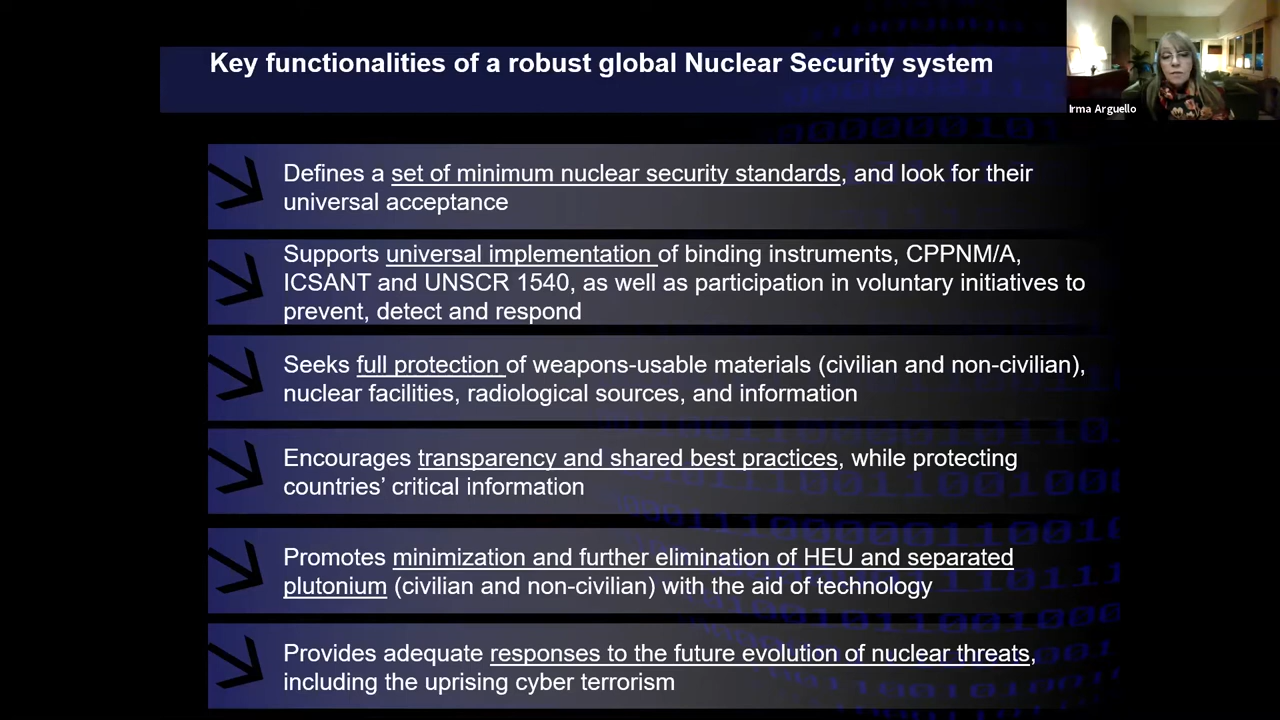 Key functionalities of a robust global Nuclear Security system
Irma Arguello
Defines a set of minimum nuclear security standards, and look for their
universal acceptance
Supports universal implementation of binding instruments, CPPNM/A,
ICSANT and UNSCR 1540, as well as participation in voluntary initiatives to
prevent, detect and respond
Seeks full protection of weapons-usable materials (civilian and non-civilian),
nuclear facilities, radiological sources, and information
Encourages transparency and shared best practices, while protecting
countries’ critical information
Promotes minimization and further elimination of HEU and separated
plutonium (civilian and non-civilian) with the aid of technology
Provides adequate responses to the future evolution of nuclear threats,
including the uprising cyber terrorism